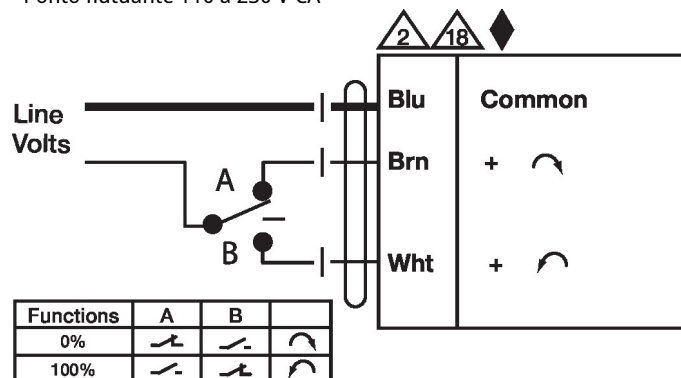 Ponto flutuante 110 a 230 V CA
2 18
Blu Common
Line
Volts
Brn +
A
B
Wht +
Functions A B
0%
100%